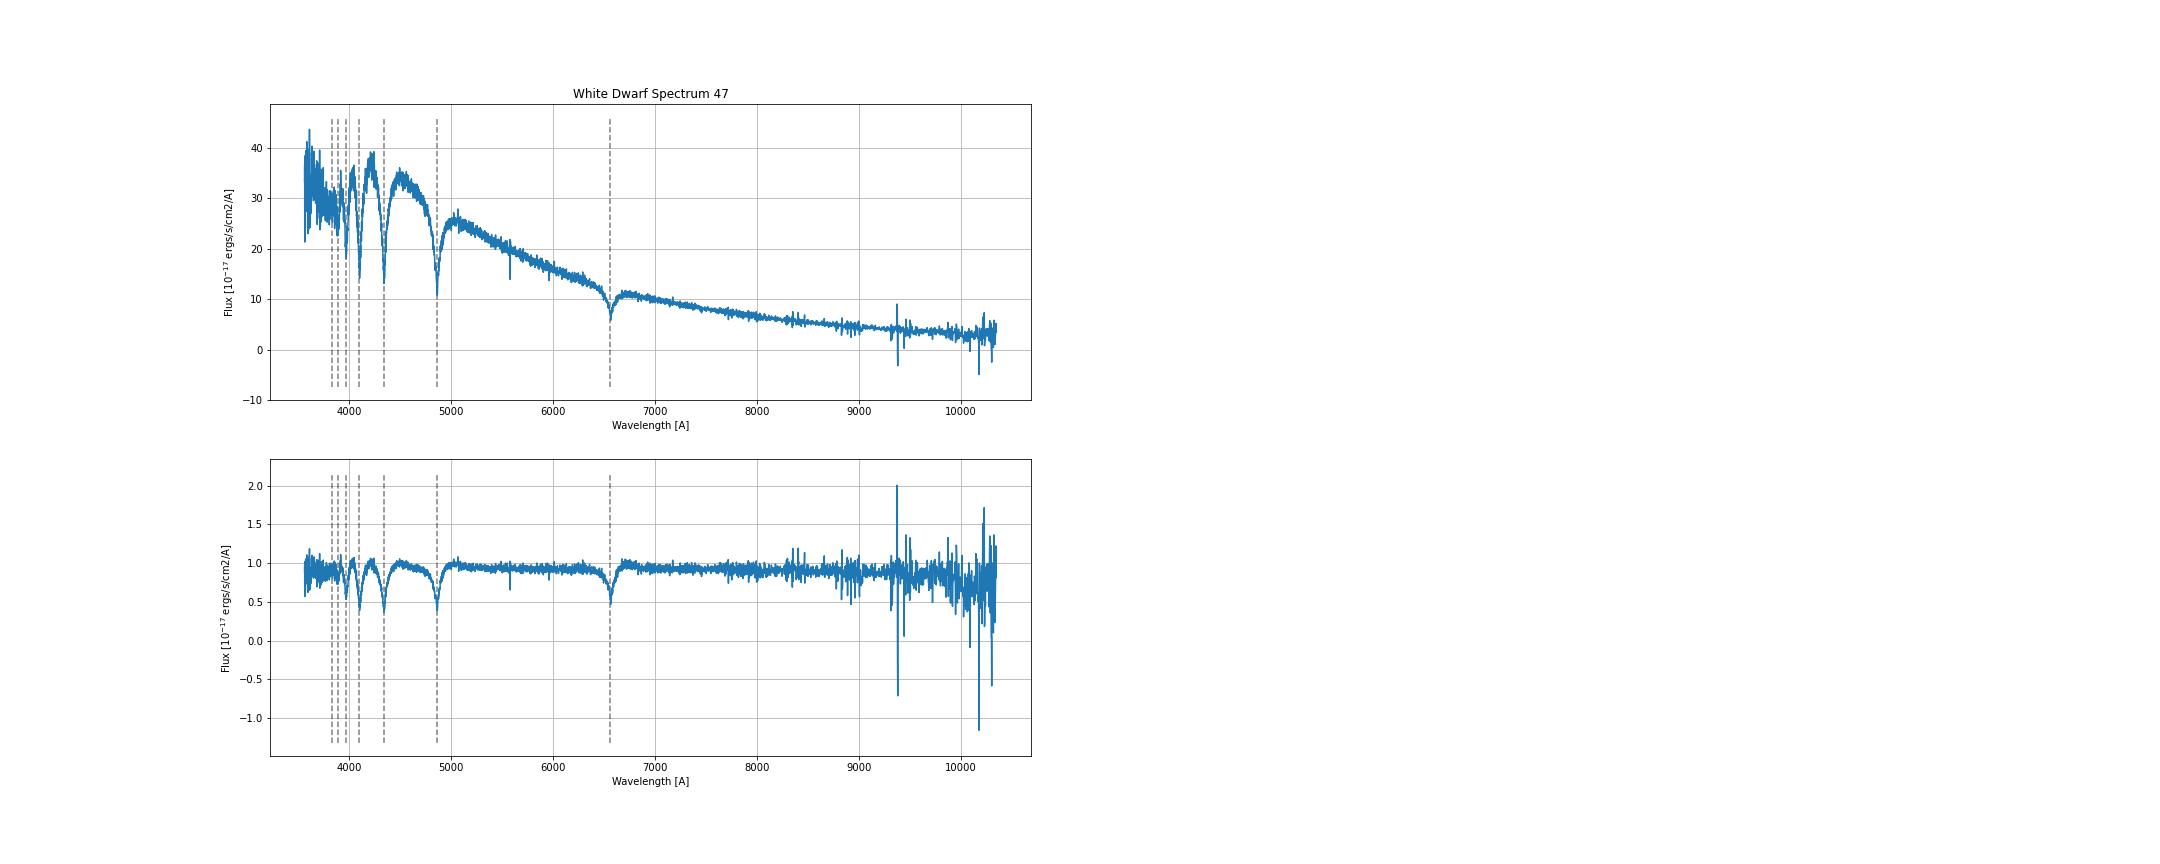 White Dwarf Spectrum 47
Flux [10⁻¹⁷ ergs/s/cm2/A]
40
30
20
10
0
−10
4000 5000 6000 7000 8000 9000 10000
Wavelength [A]
Flux [10⁻¹⁷ ergs/s/cm2/A]
2.0
1.5
1.0
0.5
0.0
−0.5
−1.0
4000 5000 6000 7000 8000 9000 10000
Wavelength [A]